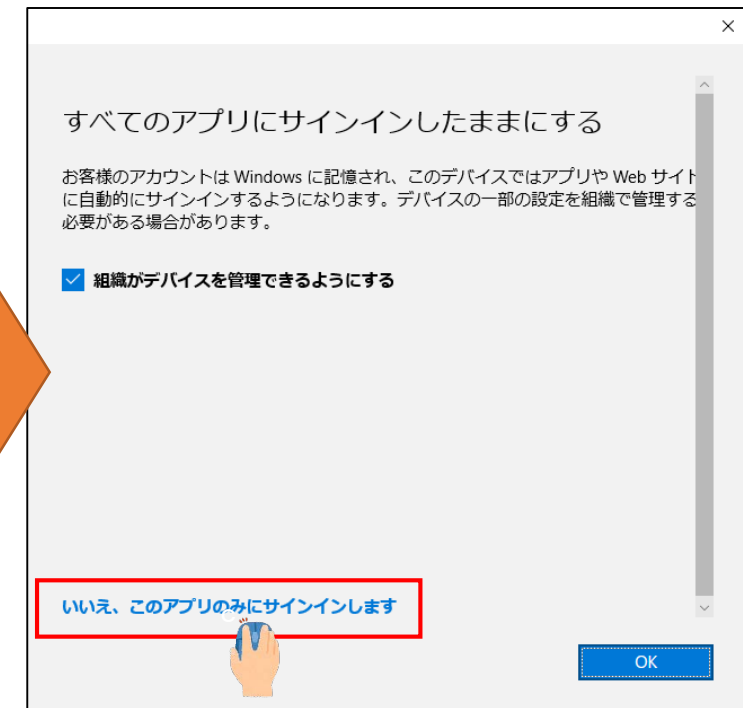 すべてのアプリにサインインしたままにする
お客様のアカウントは Windows に記憶され、このデバイスではアプリや Web サイト
に自動的にサインインするようになります。デバイスの一部の設定を組織で管理する
必要がある場合があります。
組織がデバイスを管理できるようにする
いいえ、このアプリのみにサインインします
OK